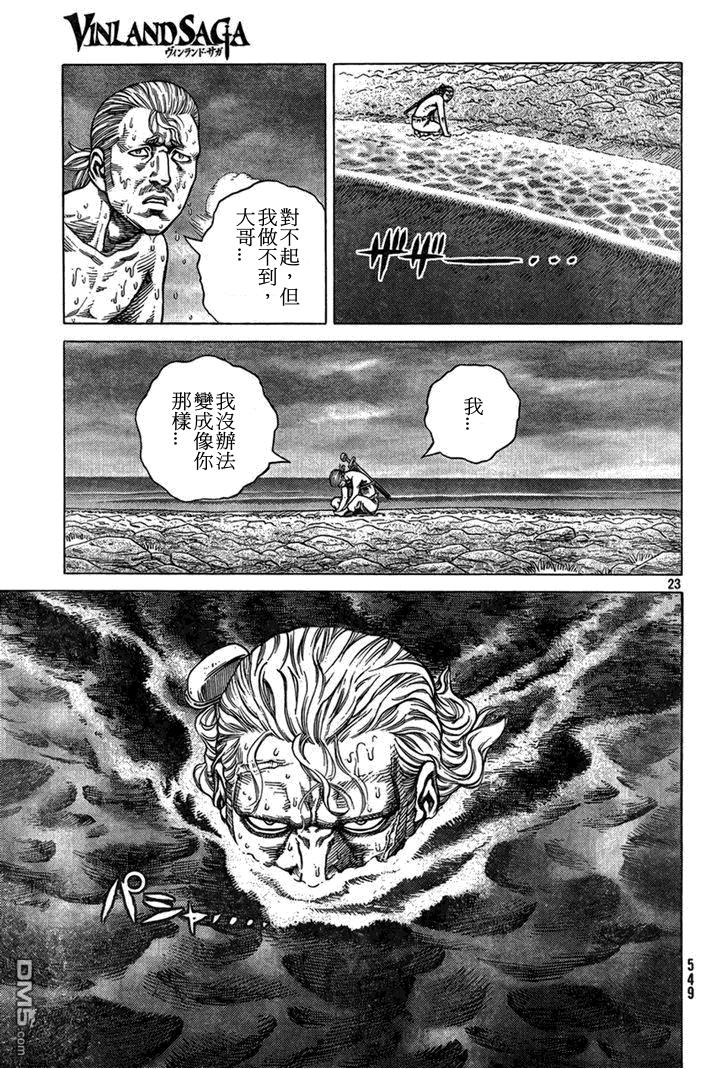 VINLAND SAGA
ヴィンランド・サガ
ザザー・・・
對不起，但
我做不到，
大哥…
我…
我沒辦法
變成像你
那樣…
23
パシャ・・・・
549
DM5
.com